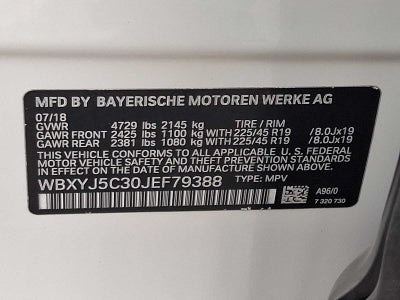 MFD BY BAYERISCHE MOTOREN WERKE AG
07/18
GVWR 4729 lbs 2145 kg TIRE / RIM
GAWR FRONT 2425 lbs 1100 kg WITH 225/45 R19 /8.0Jx19
GAWR REAR 2381 lbs 1080 kg WITH 225/45 R19 /8.0Jx19
THIS VEHICLE CONFORMS TO ALL APPLICABLE U.S. FEDERAL
MOTOR VEHICLE SAFETY AND THEFT PREVENTION STANDARDS
IN EFFECT ON THE DATE OF MANUFACTURE SHOWN ABOVE.
WBXYJ5C30JEF79388 TYPE: MPV A96/0
7 320 730